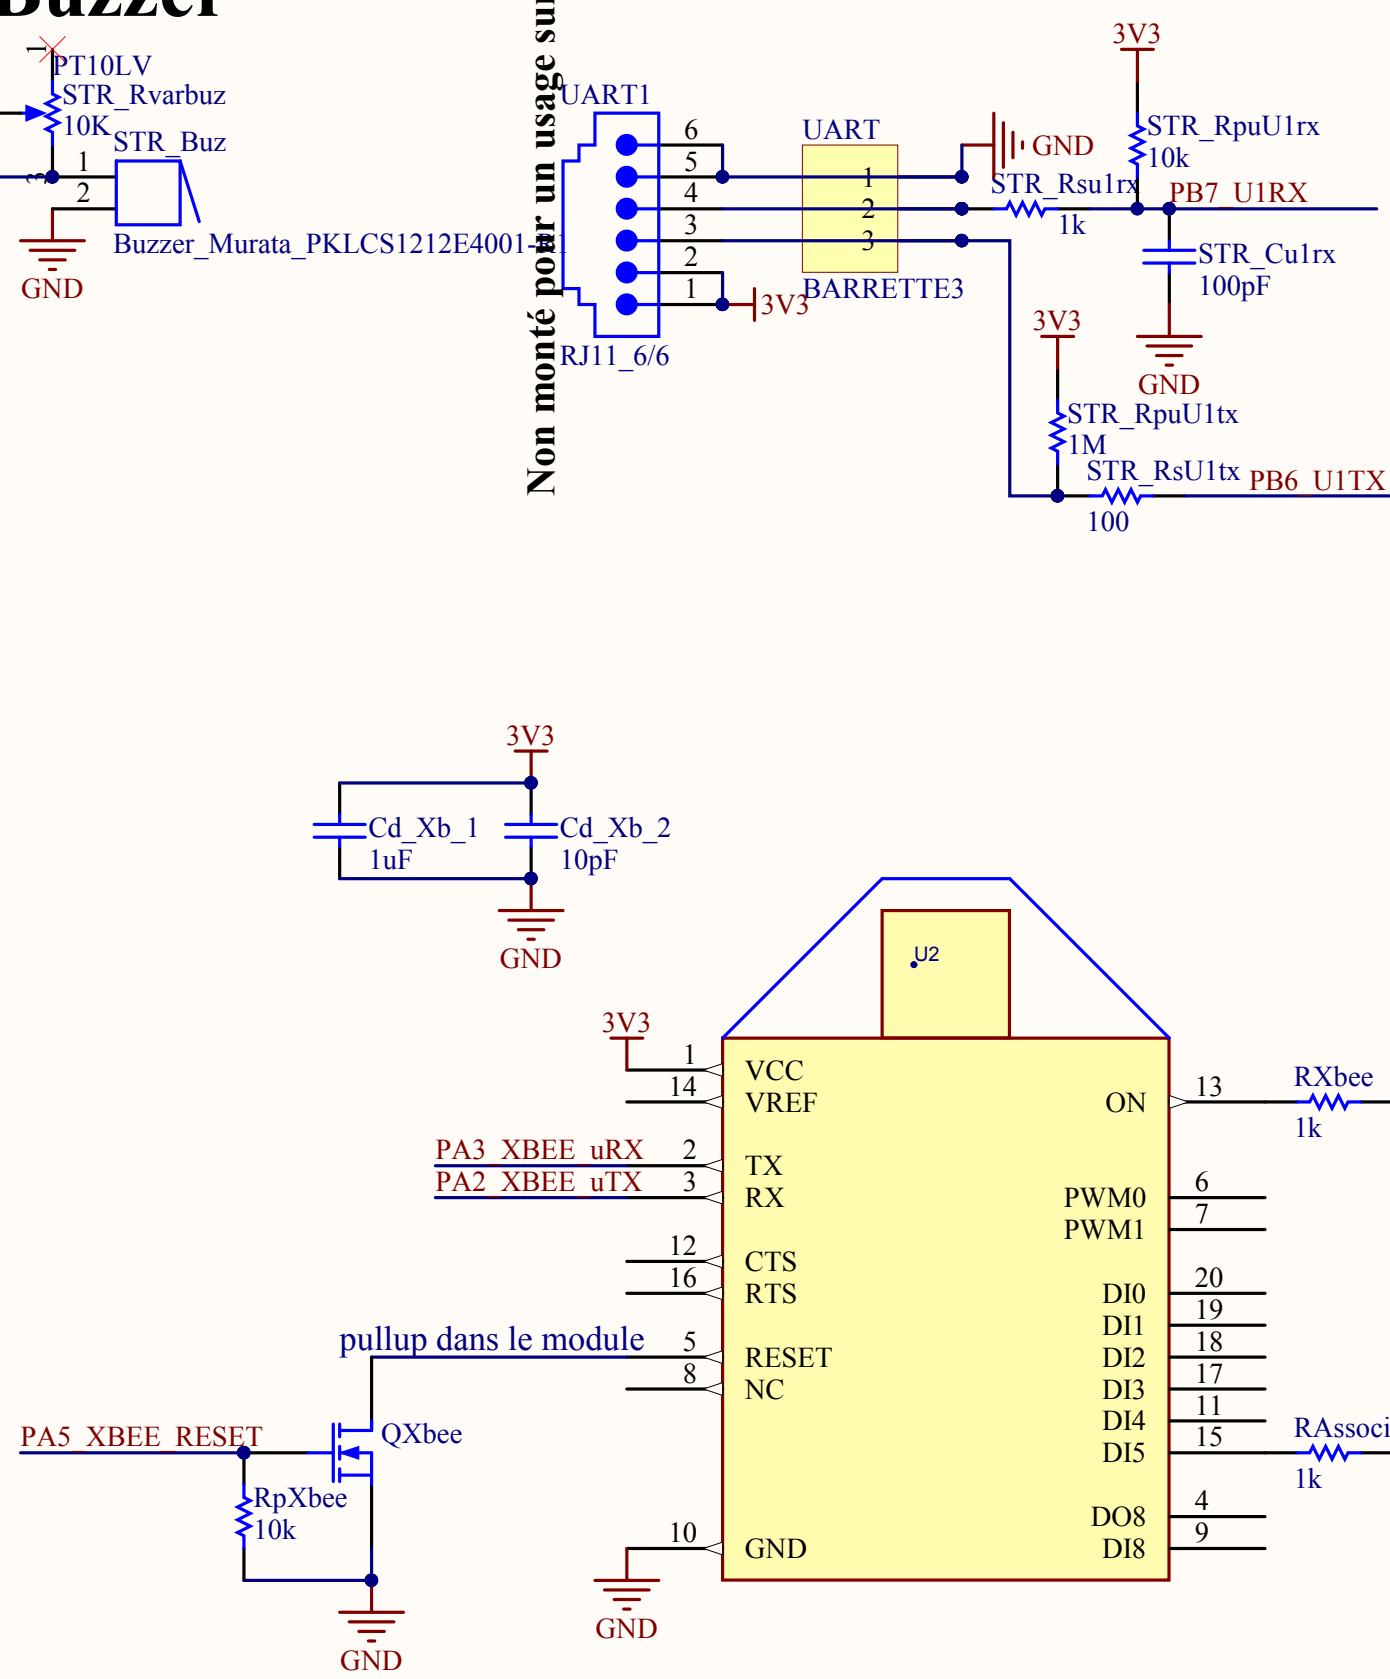 Buzzer
1
PT10LV
STR_Rvarbuz
10K
STR_Buz
3
1
2
Buzzer_Murata_PKLCS1212E4001-R1
GND
Non monté pour un usage sur
UART1
6
5
4
3
2
1
RJ11_6/6
3V3
UART
1
2
3
BARRETTE3
GND
STR_Rsu1rx
1k
3V3
STR_RpuU1rx
10k
PB7_U1RX
STR_Cu1rx
100pF
GND
3V3
STR_RpuU1tx
1M
STR_RsU1tx
100
PB6_U1TX
3V3
Cd_Xb_1
1uF
Cd_Xb_2
10pF
GND
U2
3V3
1 VCC
14 VREF
PA3_XBEE_uRX 2 TX
PA2_XBEE_uTX 3 RX
12 CTS
16 RTS
pullup dans le module 5 RESET
8 NC
10 GND
GND
ON 13
RXbee
1k
PWM0 6
PWM1 7
DI0 20
DI1 19
DI2 18
DI3 17
DI4 11
DI5 15
RAssoci
1k
DO8 4
DI8 9
PA5_XBEE_RESET
QXbee
RpXbee
10k
GND